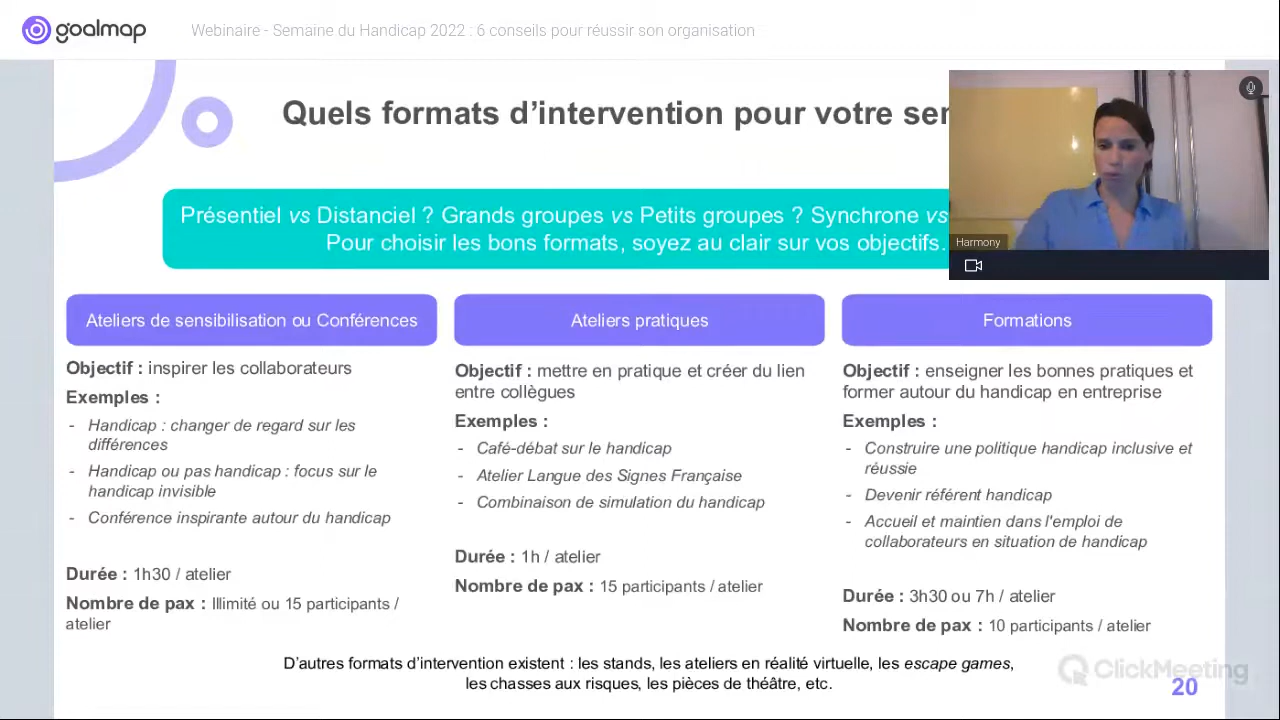 goalmap
Webinaire - Semaine du Handicap 2022 : 6 conseils pour réussir son organisation
Quels formats d’intervention pour votre
Présentiel vs Distanciel ? Grands groupes vs Petits groupes ? Synchrone vs
Pour choisir les bons formats, soyez au clair sur vos objectifs.
Harmony
Ateliers de sensibilisation ou Conférences
Objectif : inspirer les collaborateurs
Exemples :
- Handicap : changer de regard sur les
différences
- Handicap ou pas handicap : focus sur le
handicap invisible
- Conférence inspirante autour du handicap
Durée : 1h30 / atelier
Nombre de pax : Illimité ou 15 participants /
atelier
Ateliers pratiques
Objectif : mettre en pratique et créer du lien
entre collègues
Exemples :
- Café-débat sur le handicap
- Atelier Langue des Signes Française
- Combinaison de simulation du handicap
Durée : 1h / atelier
Nombre de pax : 15 participants / atelier
Formations
Objectif : enseigner les bonnes pratiques et
former autour du handicap en entreprise
Exemples :
- Construire une politique handicap inclusive et
réussie
- Devenir référent handicap
- Accueil et maintien dans l'emploi de
collaborateurs en situation de handicap
Durée : 3h30 ou 7h / atelier
Nombre de pax : 10 participants / atelier
D’autres formats d’intervention existent : les stands, les ateliers en réalité virtuelle, les escape games,
les chasses aux risques, les pièces de théâtre, etc.
ClickMeeting
20